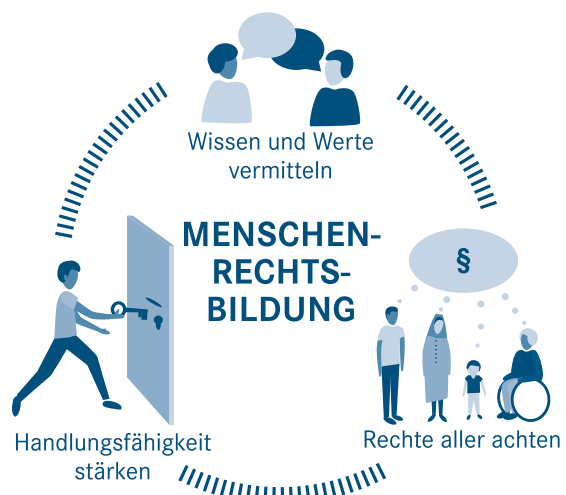 Wissen und Werte
vermitteln
MENSCHEN-
RECHTS-
BILDUNG
§
Handlungsfähigkeit
stärken
Rechte aller achten